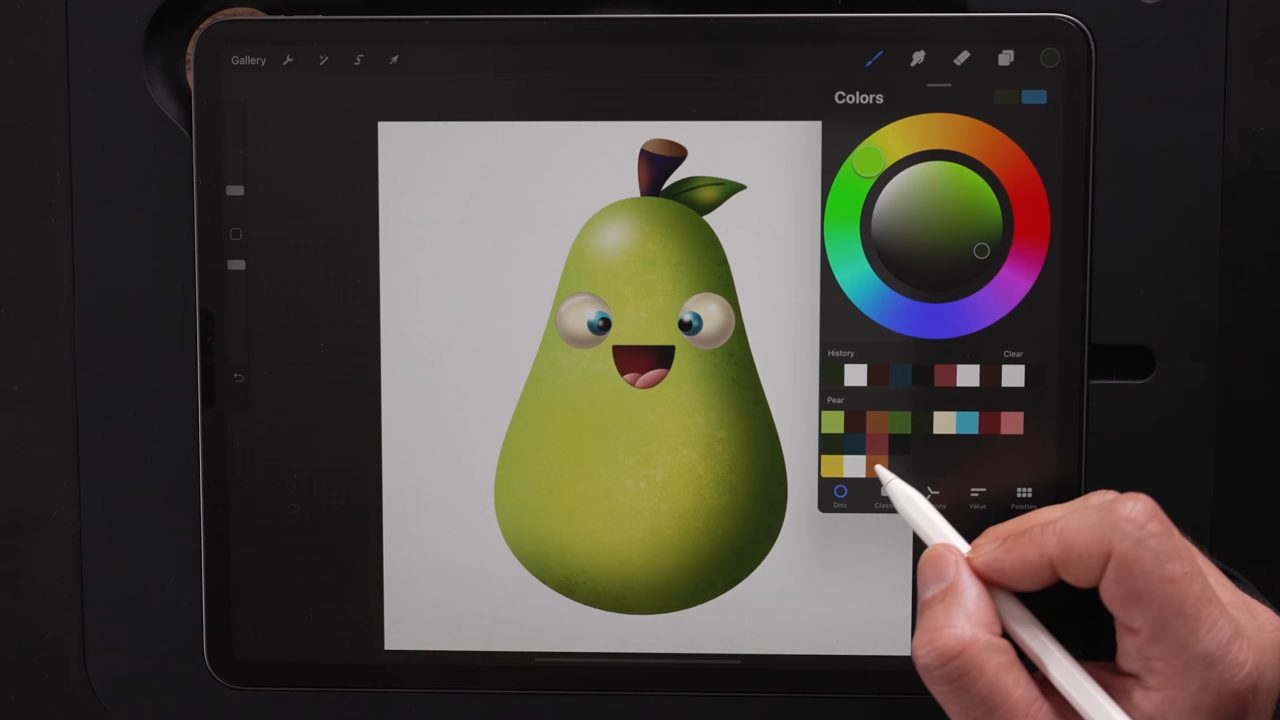 Gallery
Colors
History
Clear
Pear
Disc
Value
Palettes